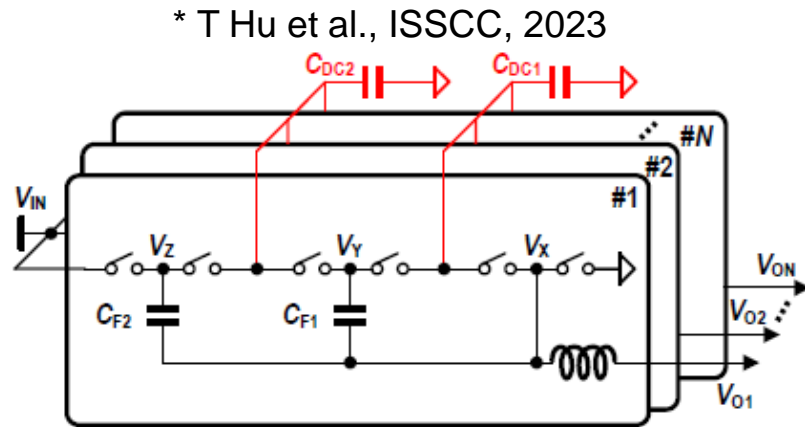 * T Hu et al., ISSCC, 2023
CDC2 CDC1
#N
#2
#1
VIN
VZ VY VX
VON
CF2 CF1
VO2
VO1